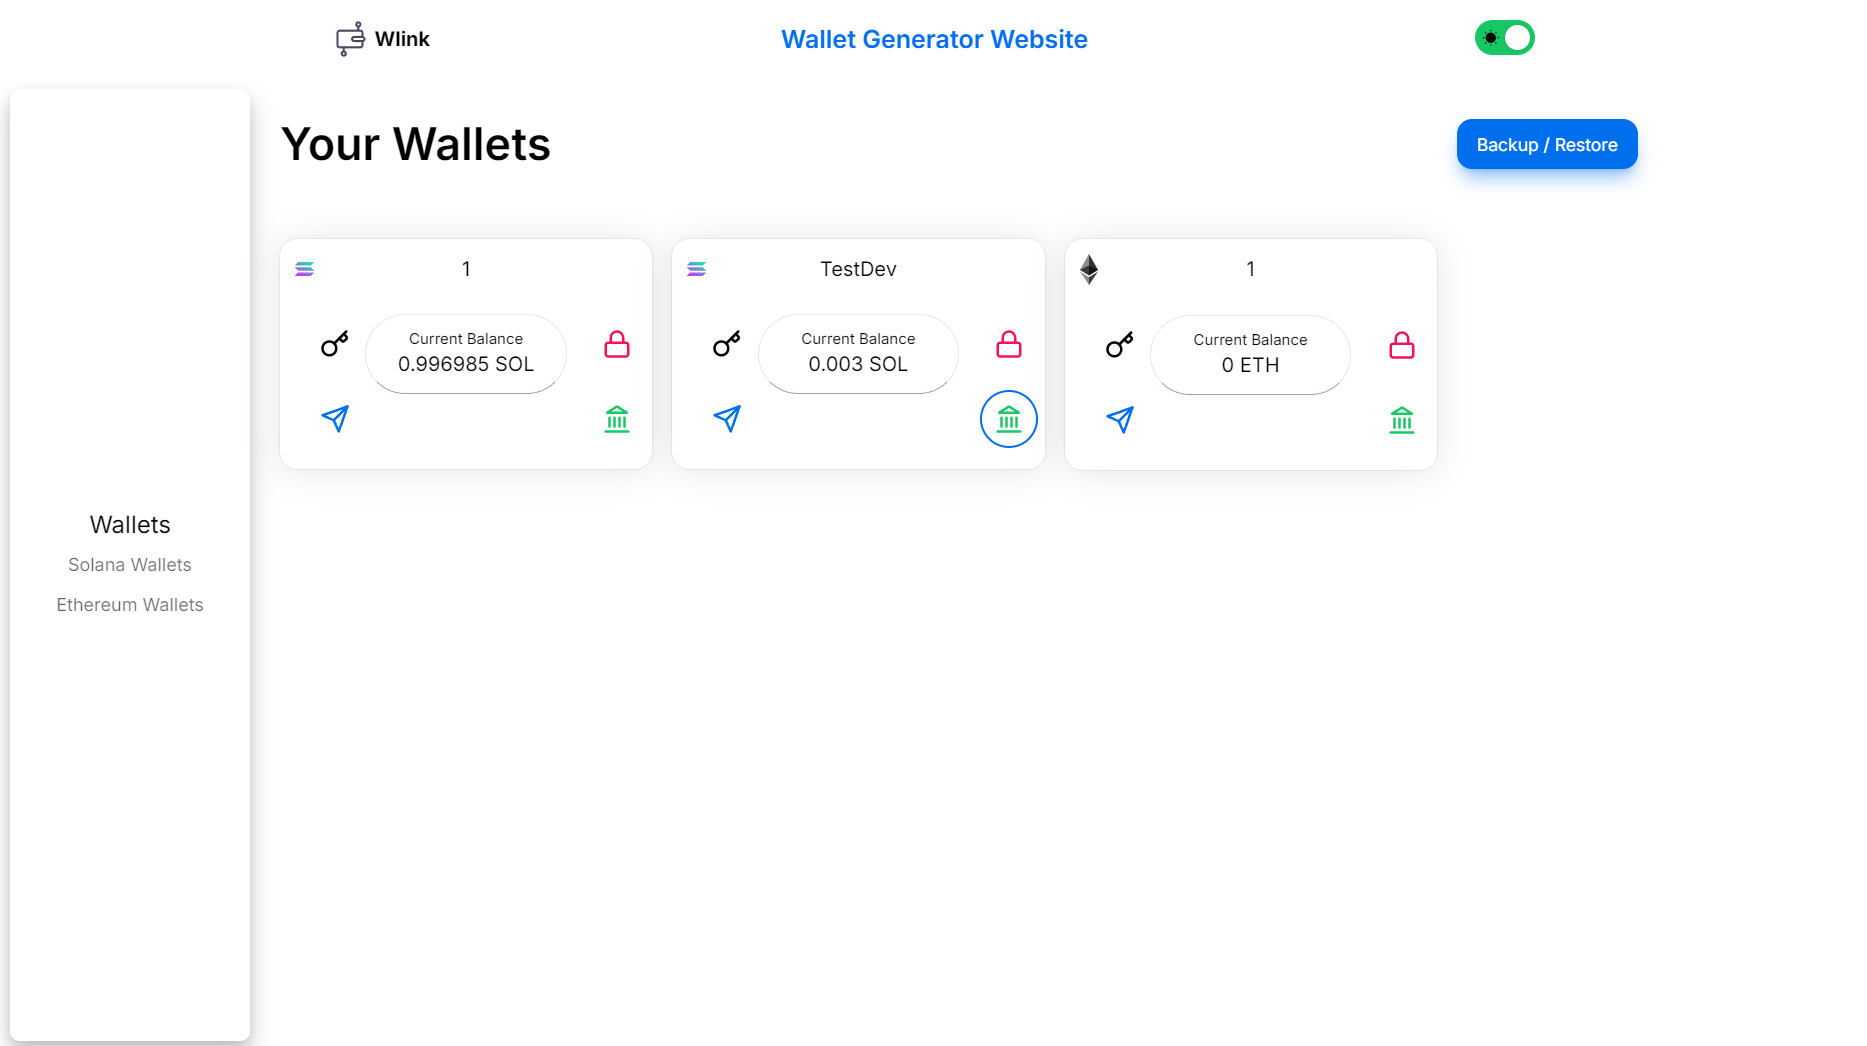 Wlink
Wallet Generator Website
Your Wallets
Backup / Restore
1
Current Balance
0.996985 SOL
TestDev
Current Balance
0.003 SOL
1
Current Balance
0 ETH
Wallets
Solana Wallets
Ethereum Wallets